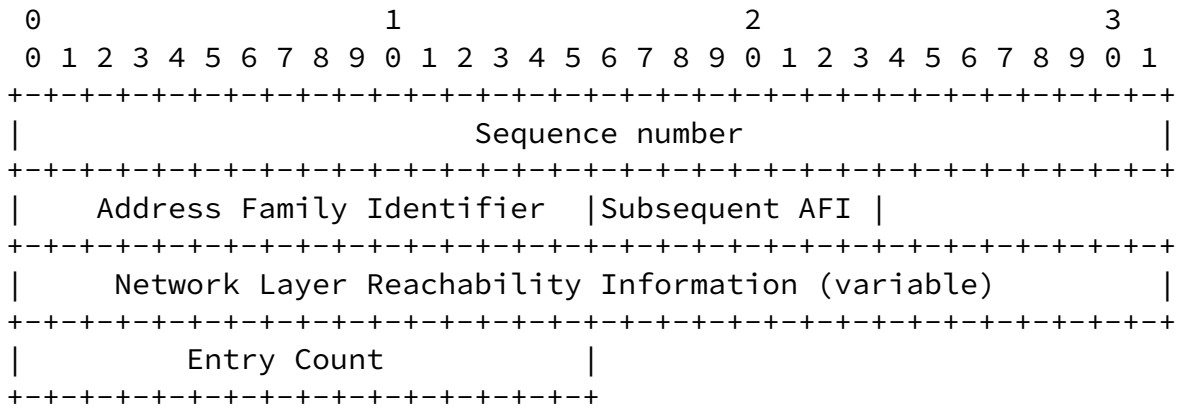 0                   1                   2                   3
 0 1 2 3 4 5 6 7 8 9 0 1 2 3 4 5 6 7 8 9 0 1 2 3 4 5 6 7 8 9 0 1
+-+-+-+-+-+-+-+-+-+-+-+-+-+-+-+-+-+-+-+-+-+-+-+-+-+-+-+-+-+-+-+-+
|                         Sequence number                       |
+-+-+-+-+-+-+-+-+-+-+-+-+-+-+-+-+-+-+-+-+-+-+-+-+-+-+-+-+-+-+-+-+
|    Address Family Identifier  |Subsequent AFI |
+-+-+-+-+-+-+-+-+-+-+-+-+-+-+-+-+-+-+-+-+-+-+-+-+-+-+-+-+-+-+-+-+
|     Network Layer Reachability Information (variable)         |
+-+-+-+-+-+-+-+-+-+-+-+-+-+-+-+-+-+-+-+-+-+-+-+-+-+-+-+-+-+-+-+-+
|         Entry Count           |
+-+-+-+-+-+-+-+-+-+-+-+-+-+-+-+-+